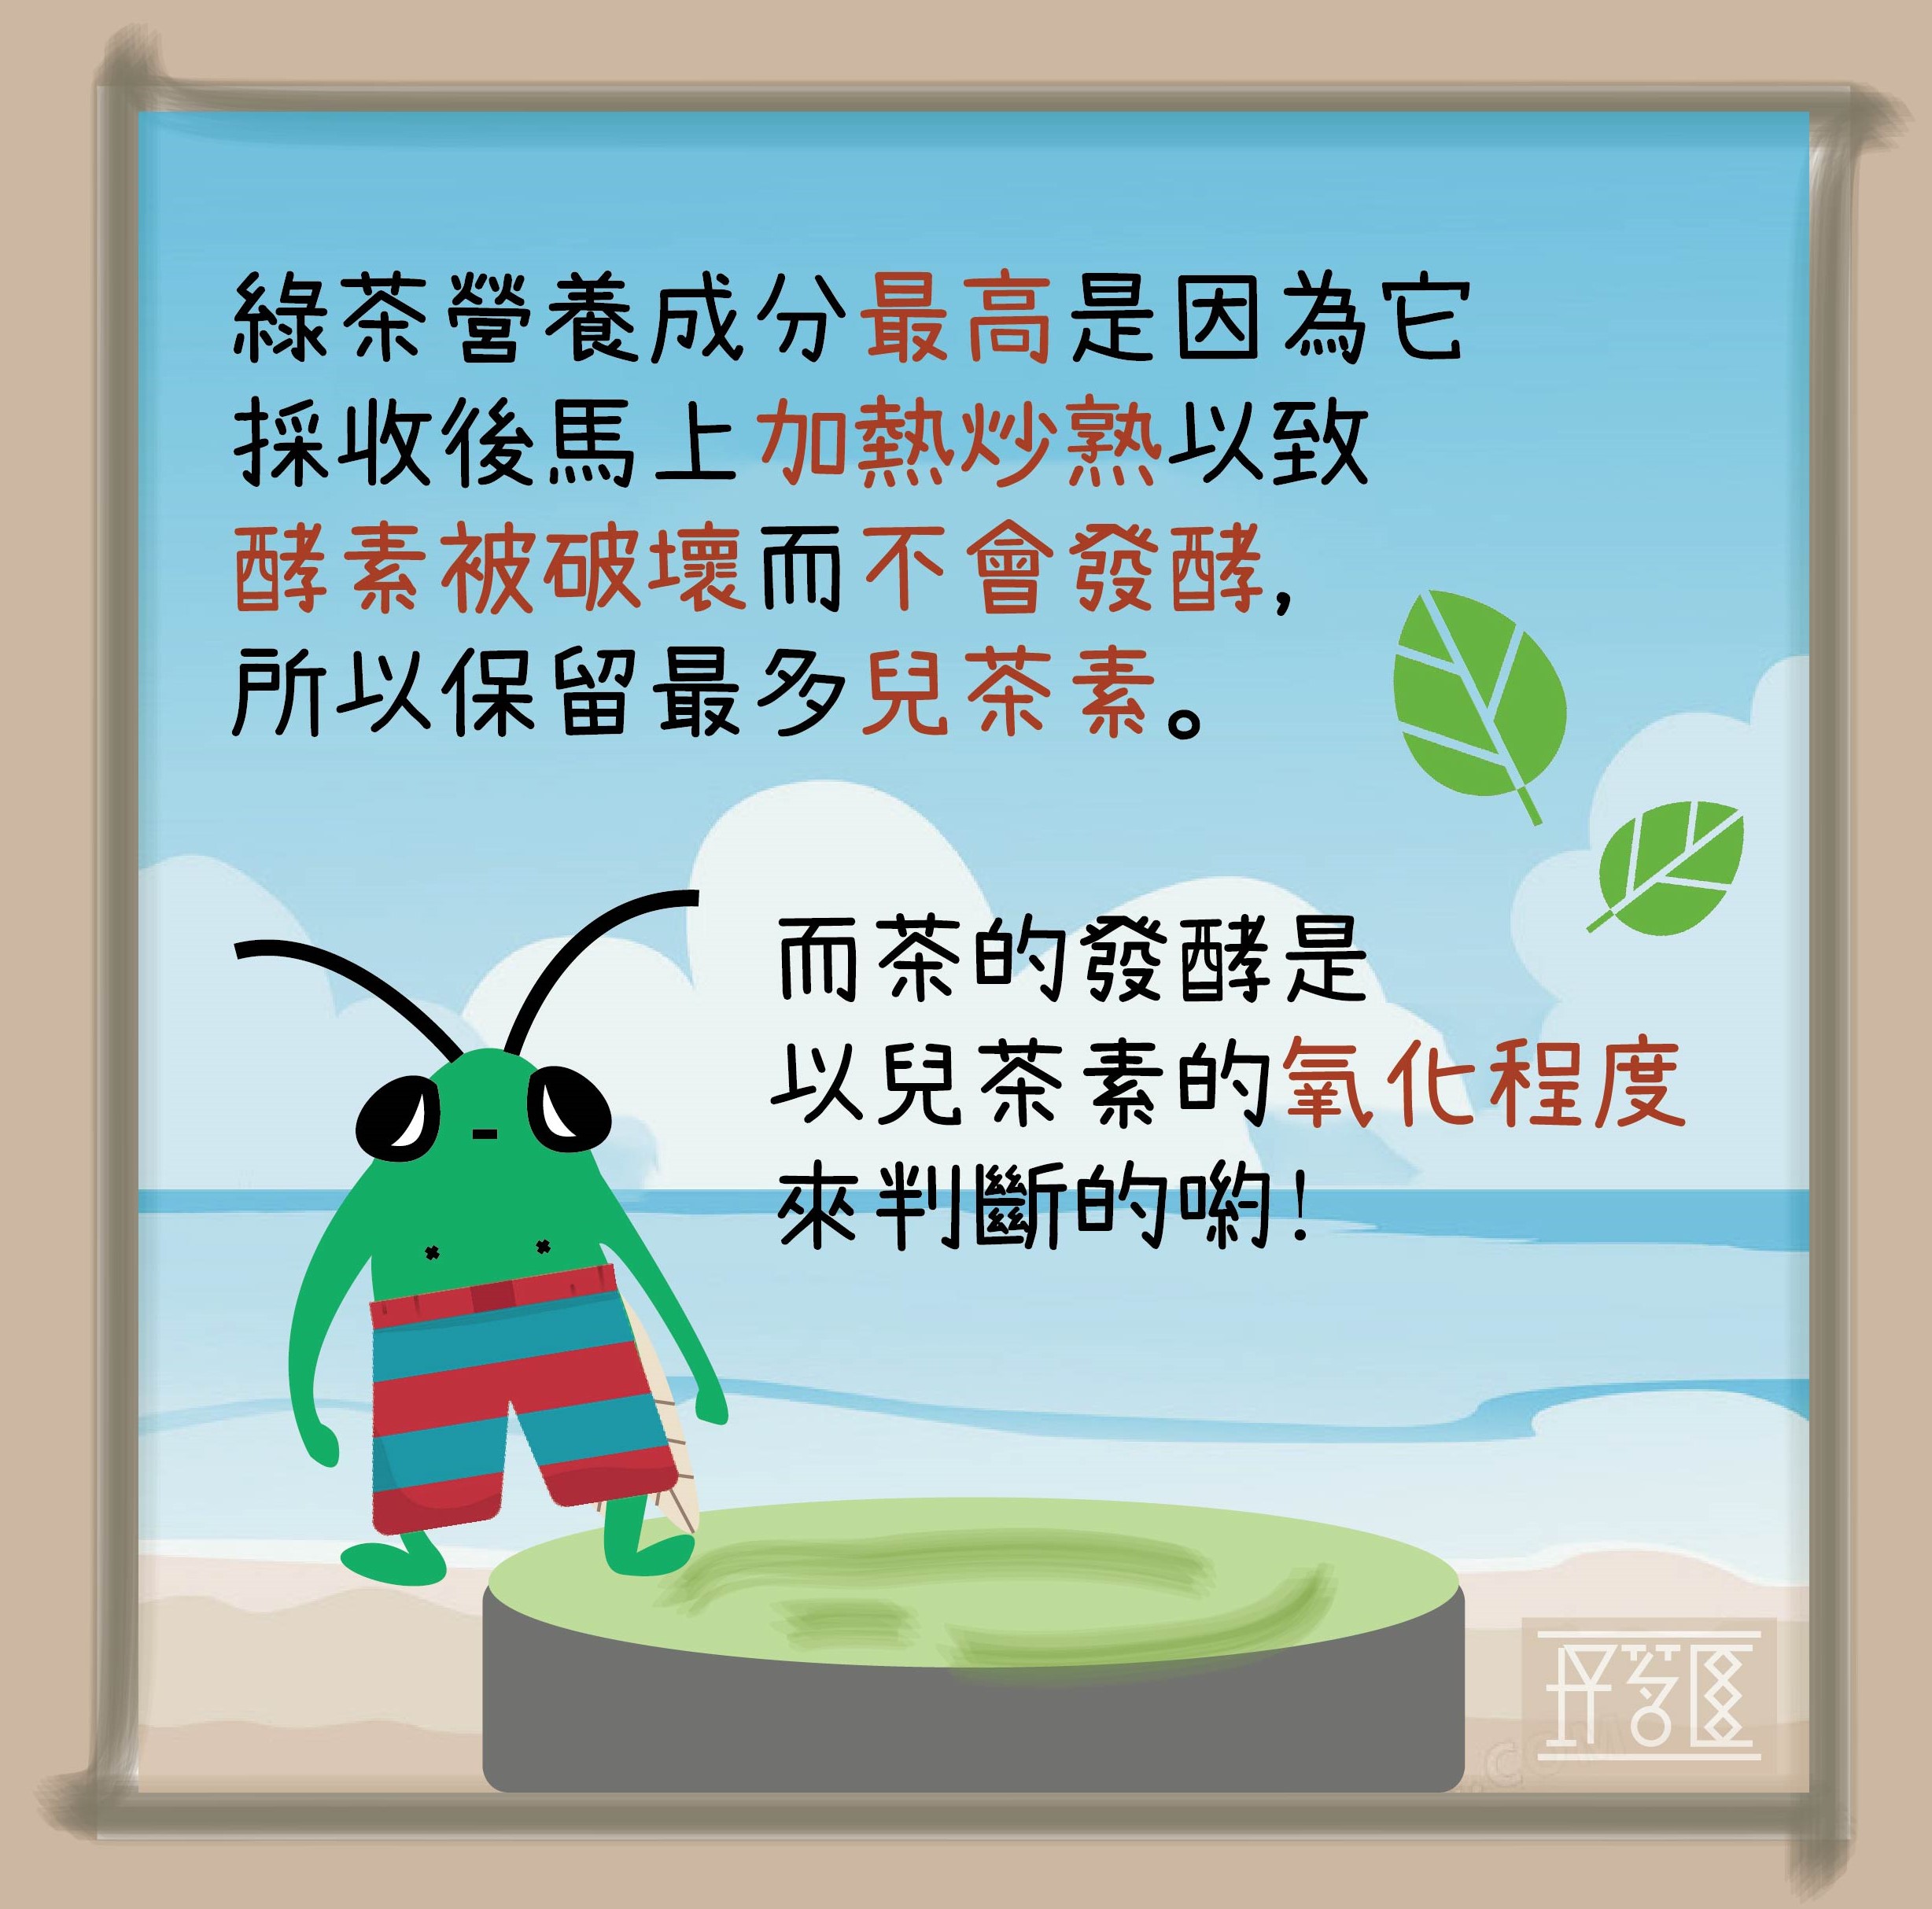 綠茶營養成分最高是因為它
採收後馬上加熱炒熟以致
酵素被破壞而不會發酵,
所以保留最多兒茶素。
而茶的發酵是
以兒茶素的氧化程度
來判斷的喲!
.COM